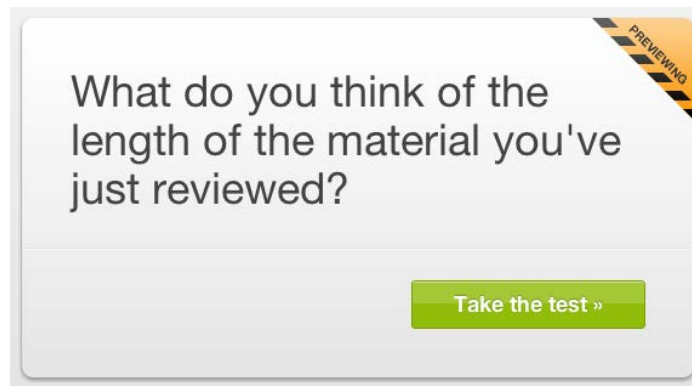 PREVIEWING
What do you think of the
length of the material you've
just reviewed?
Take the test »